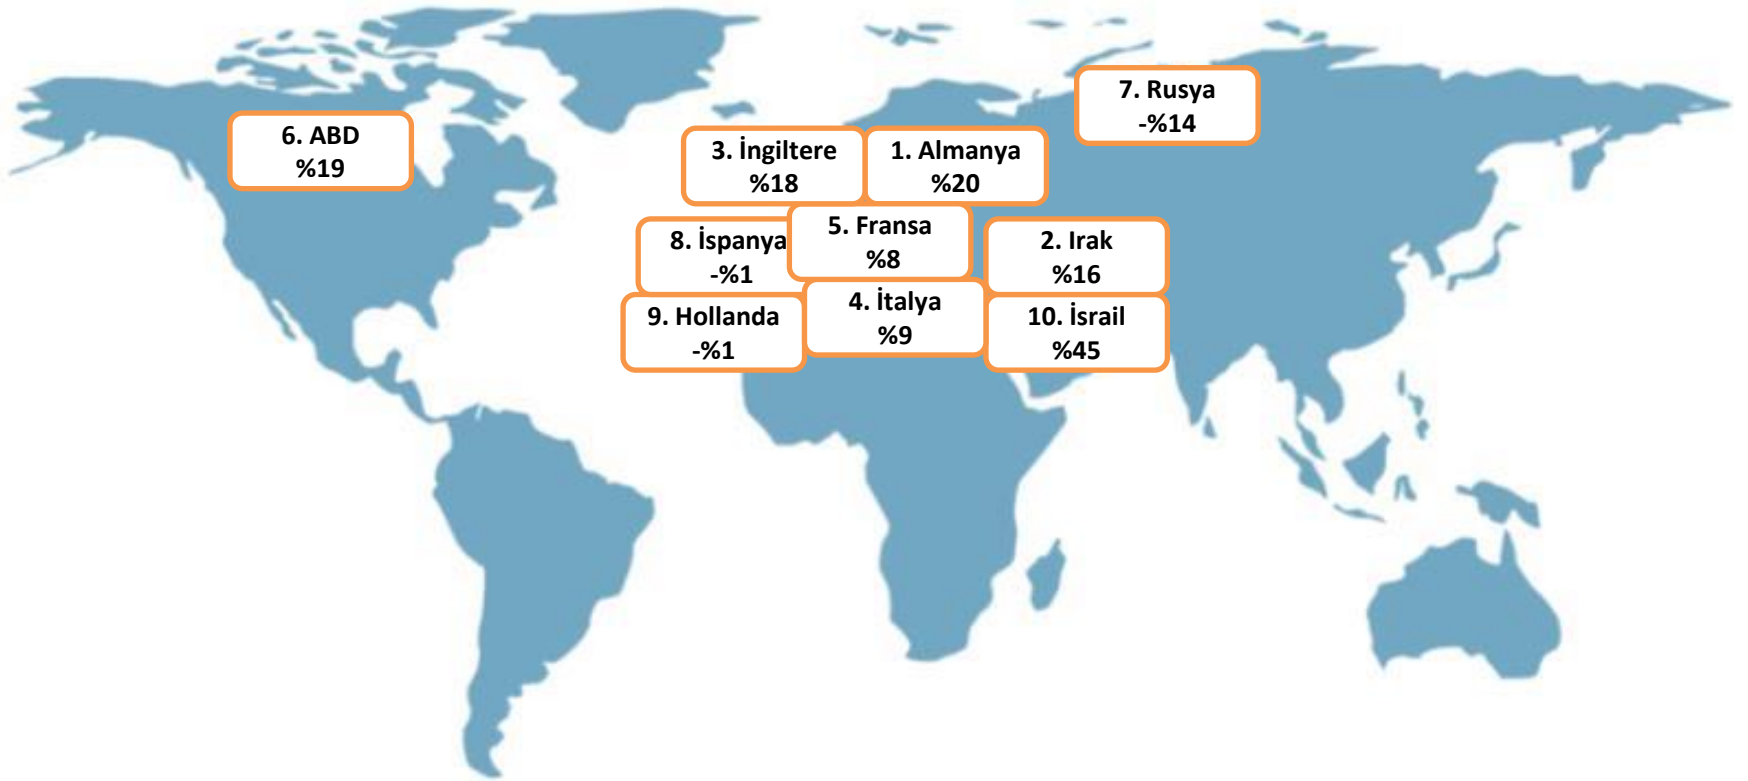 7. Rusya
-%14
6. ABD
%19
3. İngiltere
%18
1. Almanya
%20
8. İspanya
-%1
5. Fransa
%8
2. Irak
%16
9. Hollanda
-%1
4. İtalya
%9
10. İsrail
%45